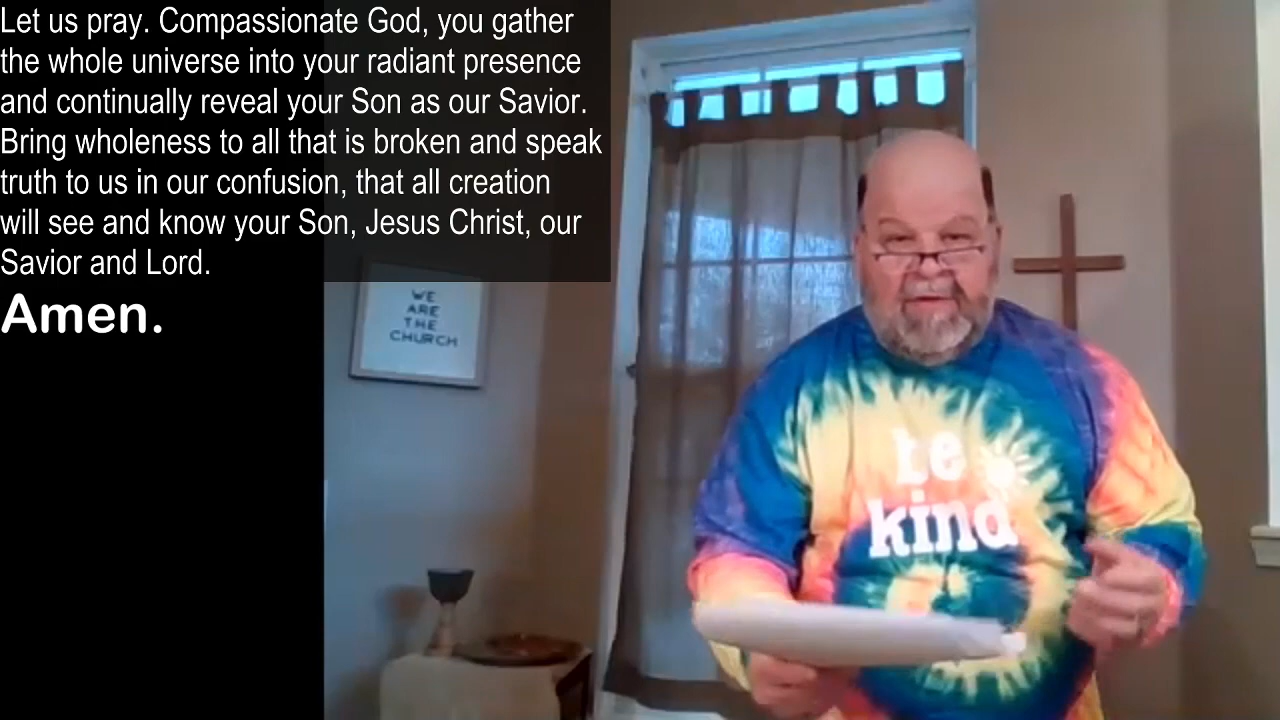 Let us pray. Compassionate God, you gather
the whole universe into your radiant presence
and continually reveal your Son as our Savior.
Bring wholeness to all that is broken and speak
truth to us in our confusion, that all creation
will see and know your Son, Jesus Christ, our
Savior and Lord.
Amen.
WE
ARE
THE
CHURCH
be
kind